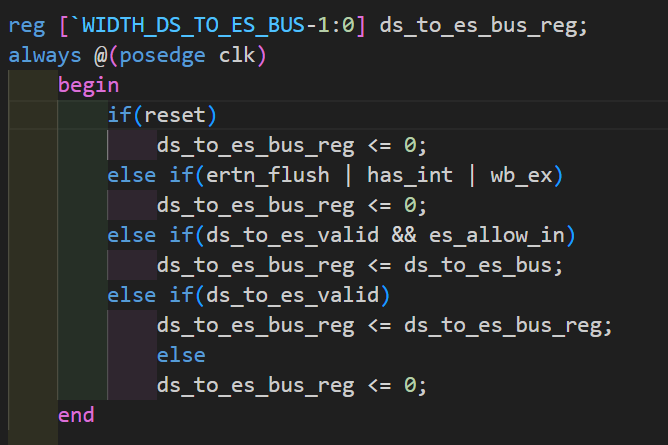 reg [`WIDTH_DS_TO_ES_BUS-1:0] ds_to_es_bus_reg;
always @(posedge clk)
    begin
        if(reset)
            ds_to_es_bus_reg <= 0;
        else if(ertn_flush | has_int | wb_ex)
            ds_to_es_bus_reg <= 0;
        else if(ds_to_es_valid && es_allow_in)
            ds_to_es_bus_reg <= ds_to_es_bus;
        else if(ds_to_es_valid)
            ds_to_es_bus_reg <= ds_to_es_bus_reg;
            else
            ds_to_es_bus_reg <= 0;
    end